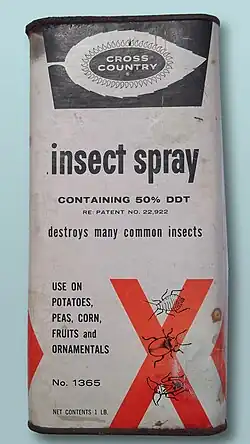 CROSS
COUNTRY
insect spray
CONTAINING 50% DDT
RE: PATENT NO. 22,922
destroys many common insects
USE ON
POTATOES,
PEAS, CORN,
FRUITS and
ORNAMENTALS
No. 1365
NET CONTENTS 1 LB.